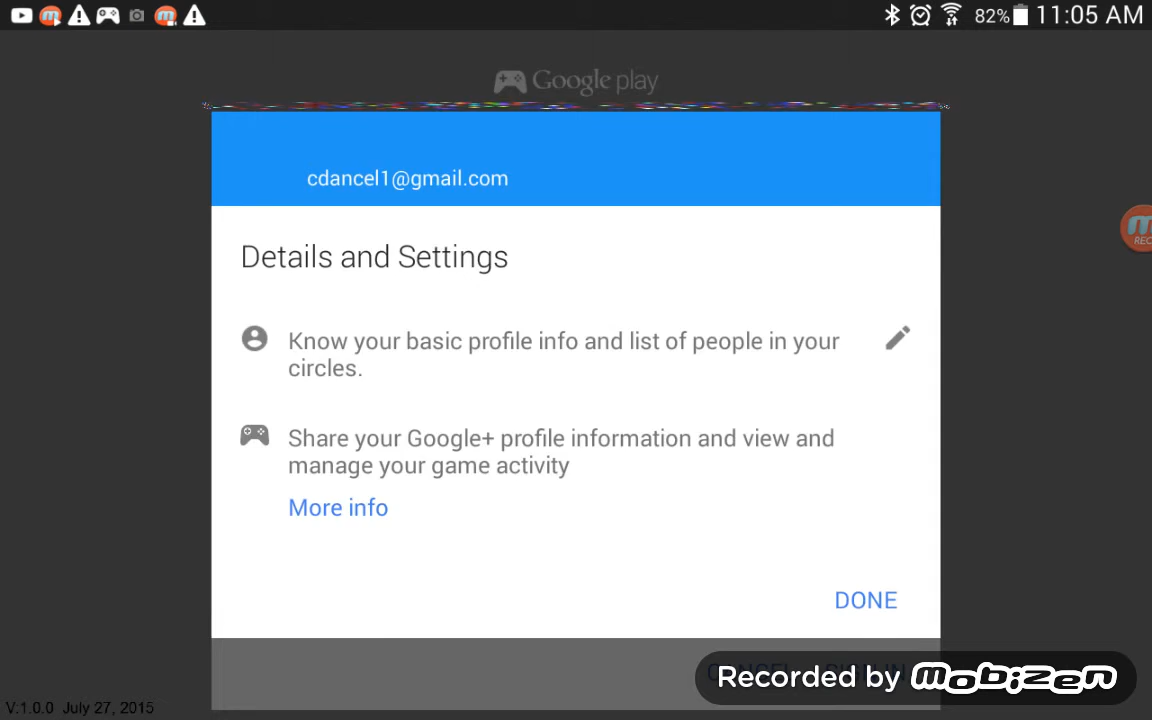 82% 11:05 AM
Google play
cdancel1@gmail.com
Details and Settings
Know your basic profile info and list of people in your
circles.
Share your Google+ profile information and view and
manage your game activity
More info
REC
DONE
Recorded by mobizen
V.1.0.0 July 27, 2015